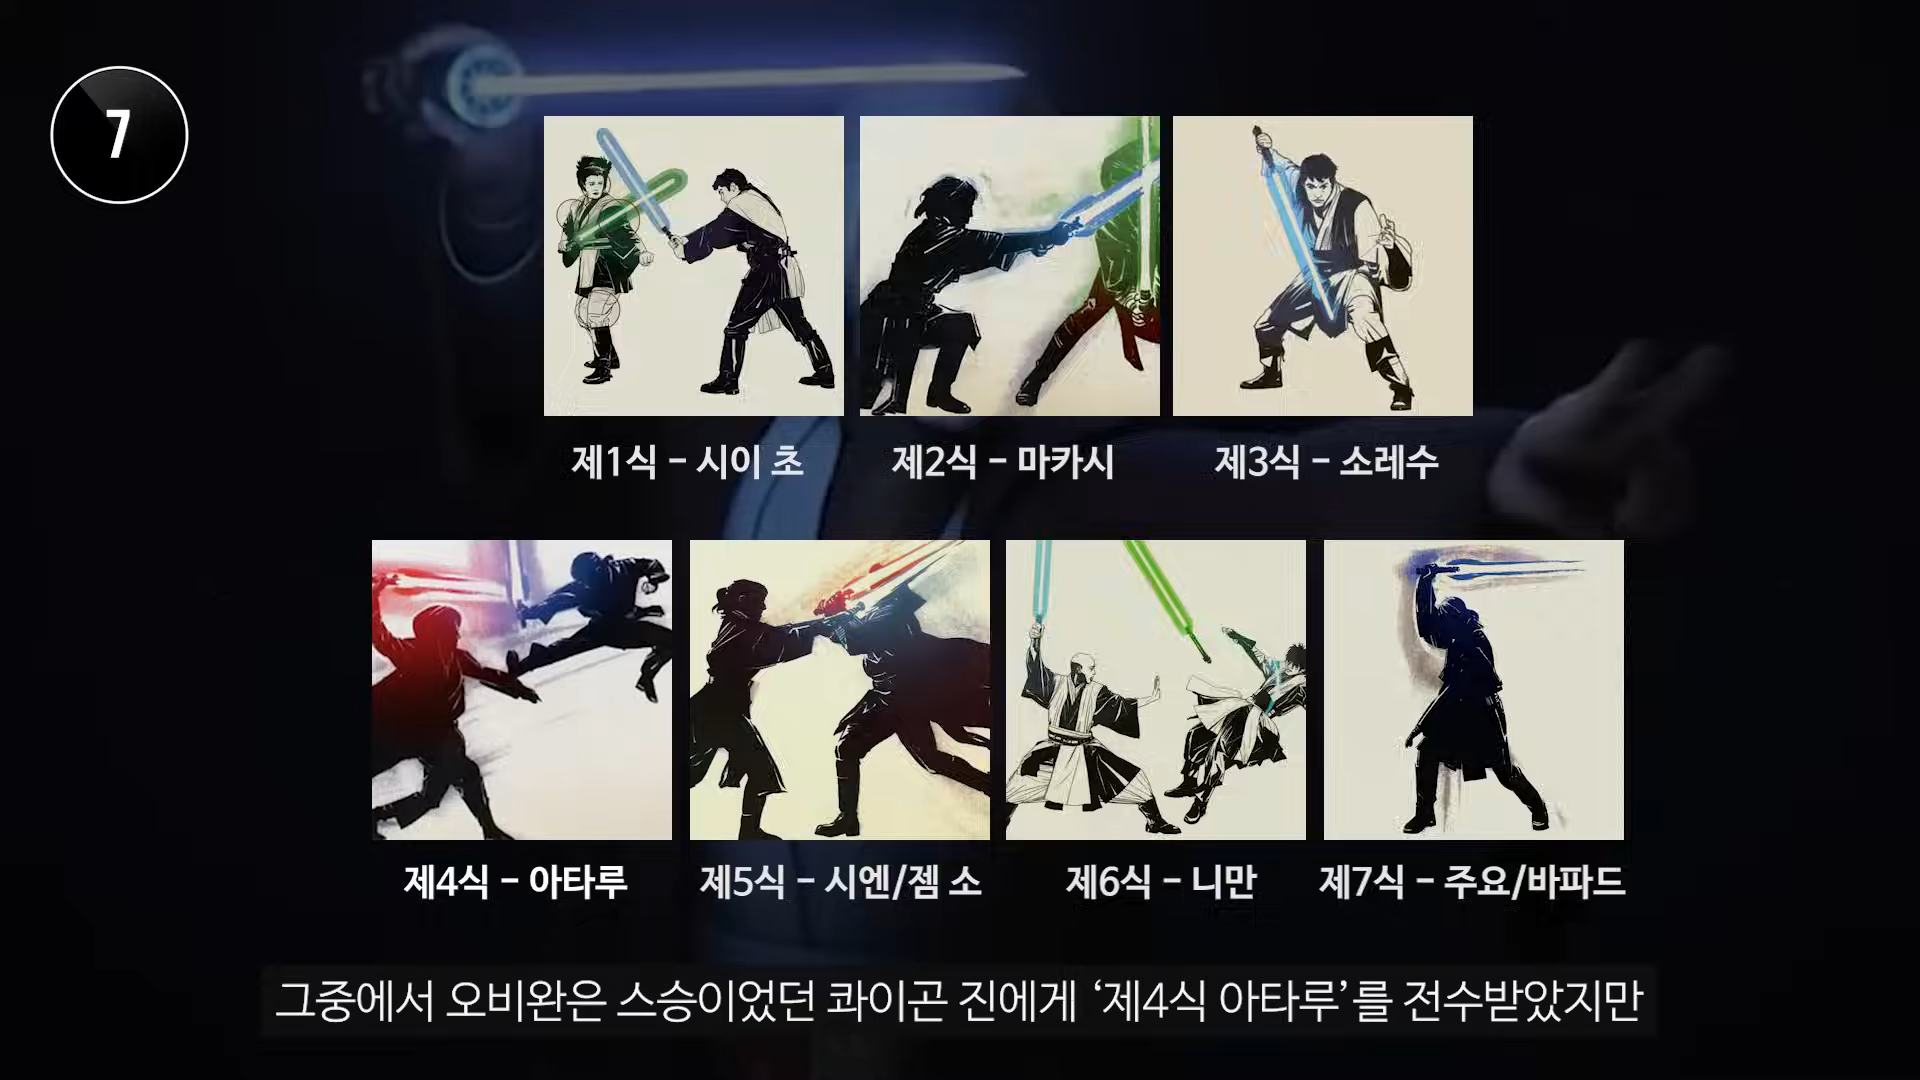 7
제1식 - 시이 초
제2식 - 마카시
제3식 - 소레수
제4식 - 아타루
제5식 - 시엔/젬 소
제6식 - 니만
제7식 - 주요/바파드
그중에서 오비완은 스승이었던 콰이곤 진에게 ‘제4식 아타루’를 전수받았지만